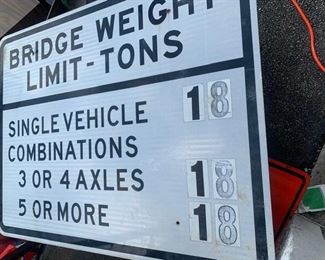 BRIDGE WEIGHT
LIMIT-TONS
SINGLE VEHICLE 18
COMBINATIONS
3 OR 4 AXLES 18
5 OR MORE 18